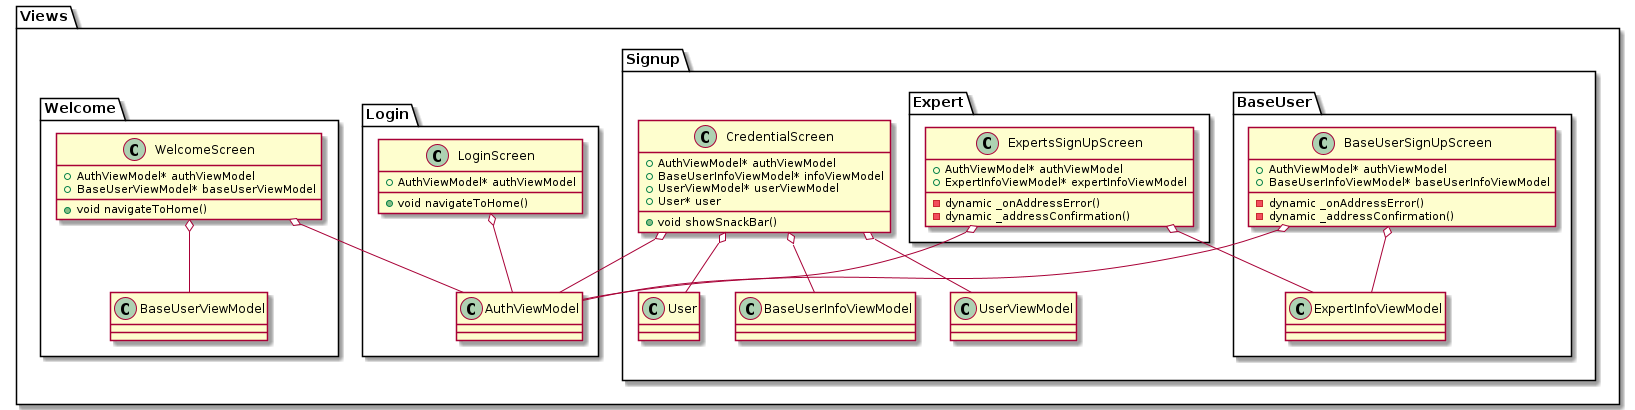 Views
Signup
Welcome
Login
Expert
BaseUser
C WelcomeScreen
AuthViewModel* authViewModel
BaseUserViewModel* baseUserViewModel
void navigateToHome()
C LoginScreen
AuthViewModel* authViewModel
void navigateToHome()
C CredentialScreen
AuthViewModel* authViewModel
BaseUserInfoViewModel* infoViewModel
UserViewModel* userViewModel
User* user
void showSnackBar()
C ExpertsSignUpScreen
AuthViewModel* authViewModel
ExpertInfoViewModel* expertInfoViewModel
dynamic _onAddressError()
dynamic _addressConfirmation()
C BaseUserSignUpScreen
AuthViewModel* authViewModel
BaseUserInfoViewModel* baseUserInfoViewModel
dynamic _onAddressError()
dynamic _addressConfirmation()
C BaseUserViewModel
C AuthViewModel
C User
C BaseUserInfoViewModel
C UserViewModel
C ExpertInfoViewModel